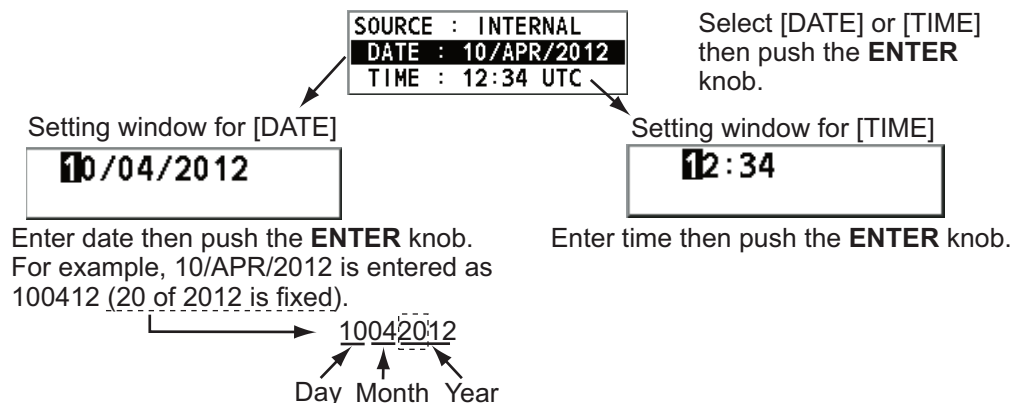 SOURCE : INTERNAL
DATE : 10/APR/2012
TIME : 12:34 UTC
Select [DATE] or [TIME]
then push the ENTER
knob.
Setting window for [DATE]
10/04/2012
Enter date then push the ENTER knob.
For example, 10/APR/2012 is entered as
100412 (20 of 2012 is fixed).
10042012
Day Month Year
Setting window for [TIME]
12:34
Enter time then push the ENTER knob.